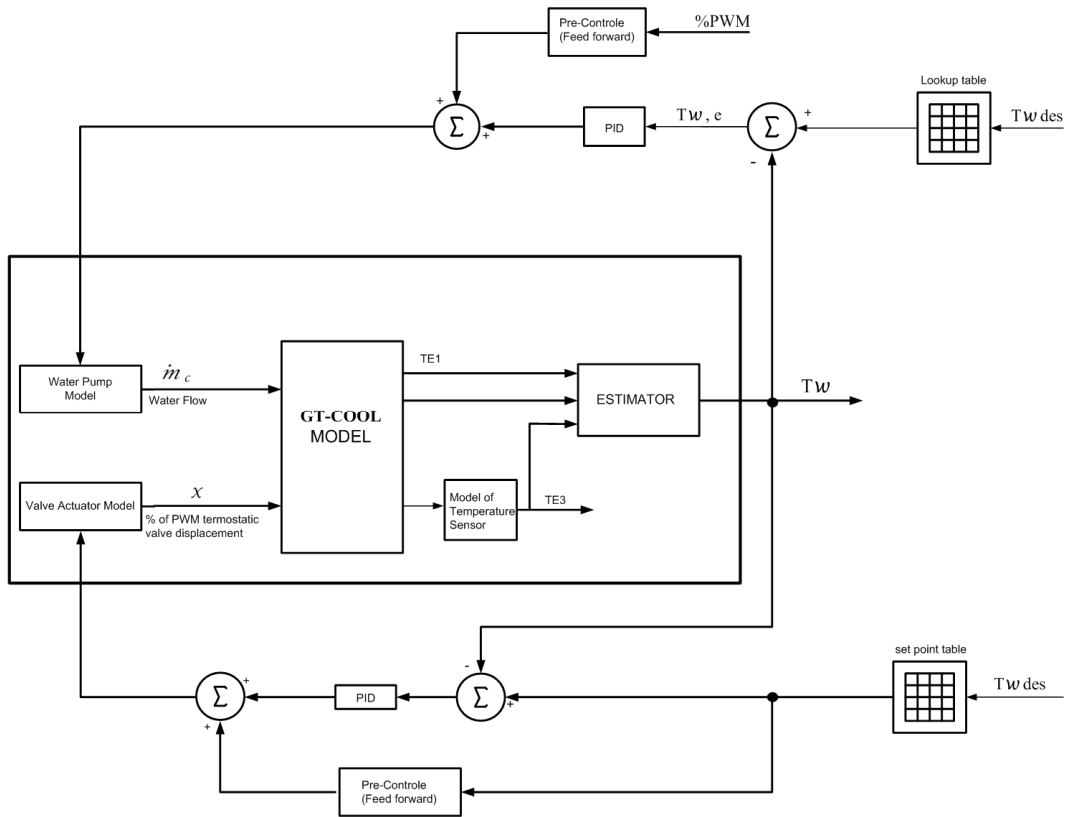 Pre-Controle
(Feed forward)
%PWM
Lookup table
+
Σ
+
PID
Tw, e
Σ
+
-
Tw des
Water Pump
Model
ṁ c
Water Flow
GT-COOL
MODEL
TE1
ESTIMATOR
Tw
Valve Actuator Model
x
% of PWM termostatic
valve displacement
Model of
Temperature
Sensor
TE3
set point table
Σ
+
+
PID
-
Σ
+
Tw des
Pre-Controle
(Feed forward)